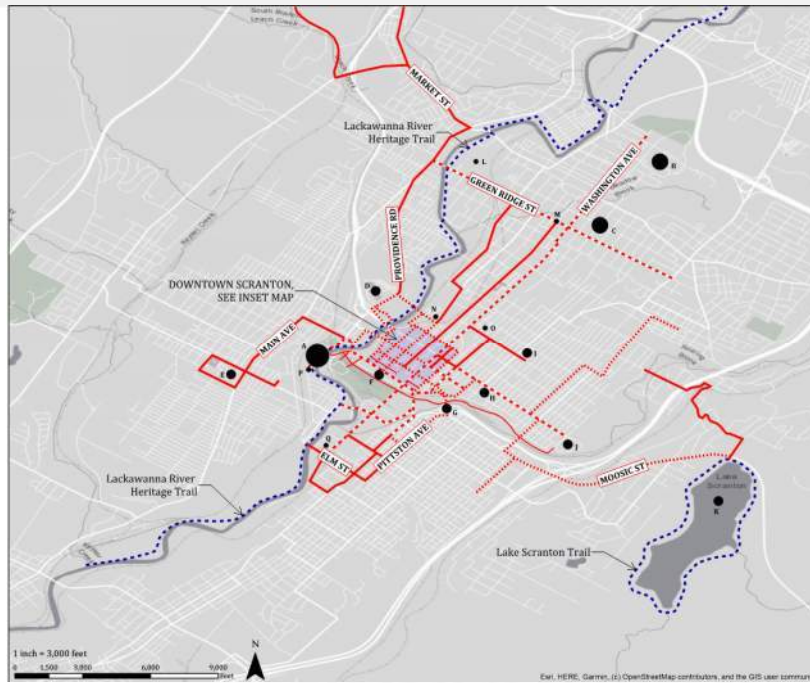 MARKET ST
Lackawanna River
Heritage Trail
L
B
WASHINGTON AVE
GREEN RIDGE ST
M
C
PROVIDENCE RD
DOWNTOWN SCRANTON,
SEE INSET MAP
D
N
O
MAIN AVE
A
I
P
E
F
H
G
Q
J
ELM ST
PITTSTON AVE
MOOSIC ST
Lackawanna River
Heritage Trail
Lake
Scranton
K
Lake Scranton Trail
1 inch = 3,000 feet
N
0 1,500 3,000 6,000 9,000
Feet
Esri, HERE, Garmin, (c) OpenStreetMap contributors, and the GIS user